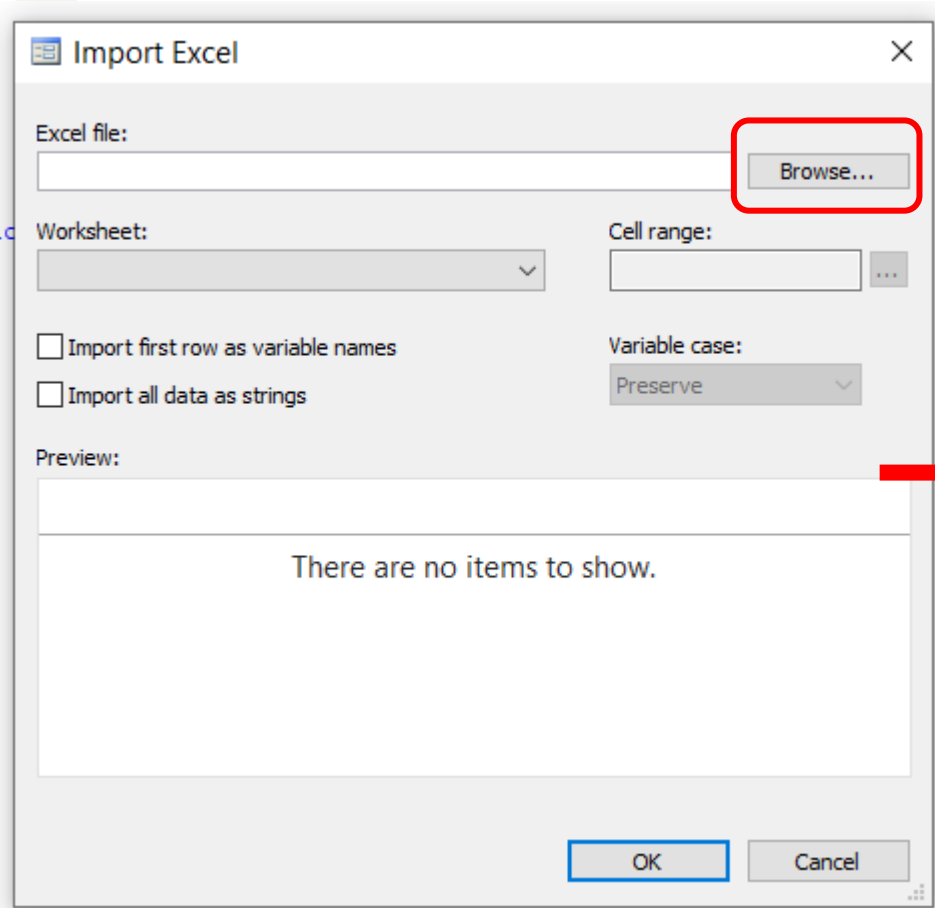 Import Excel
Excel file:
Browse...
Worksheet:
Cell range:
...
Import first row as variable names
Variable case:
Preserve
Import all data as strings
Preview:
There are no items to show.
OK
Cancel